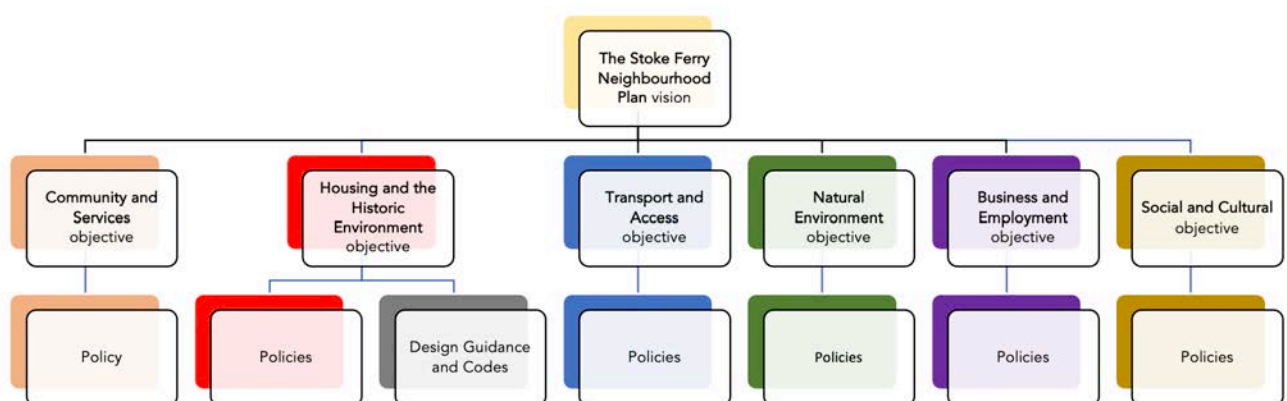 The Stoke Ferry
Neighbourhood
Plan vision
Community and
Services
objective
Housing and the
Historic
Environment
objective
Transport and
Access
objective
Natural
Environment
objective
Business and
Employment
objective
Social and Cultural
objective
Policy
Policies
Design Guidance
and Codes
Policies
Policies
Policies
Policies